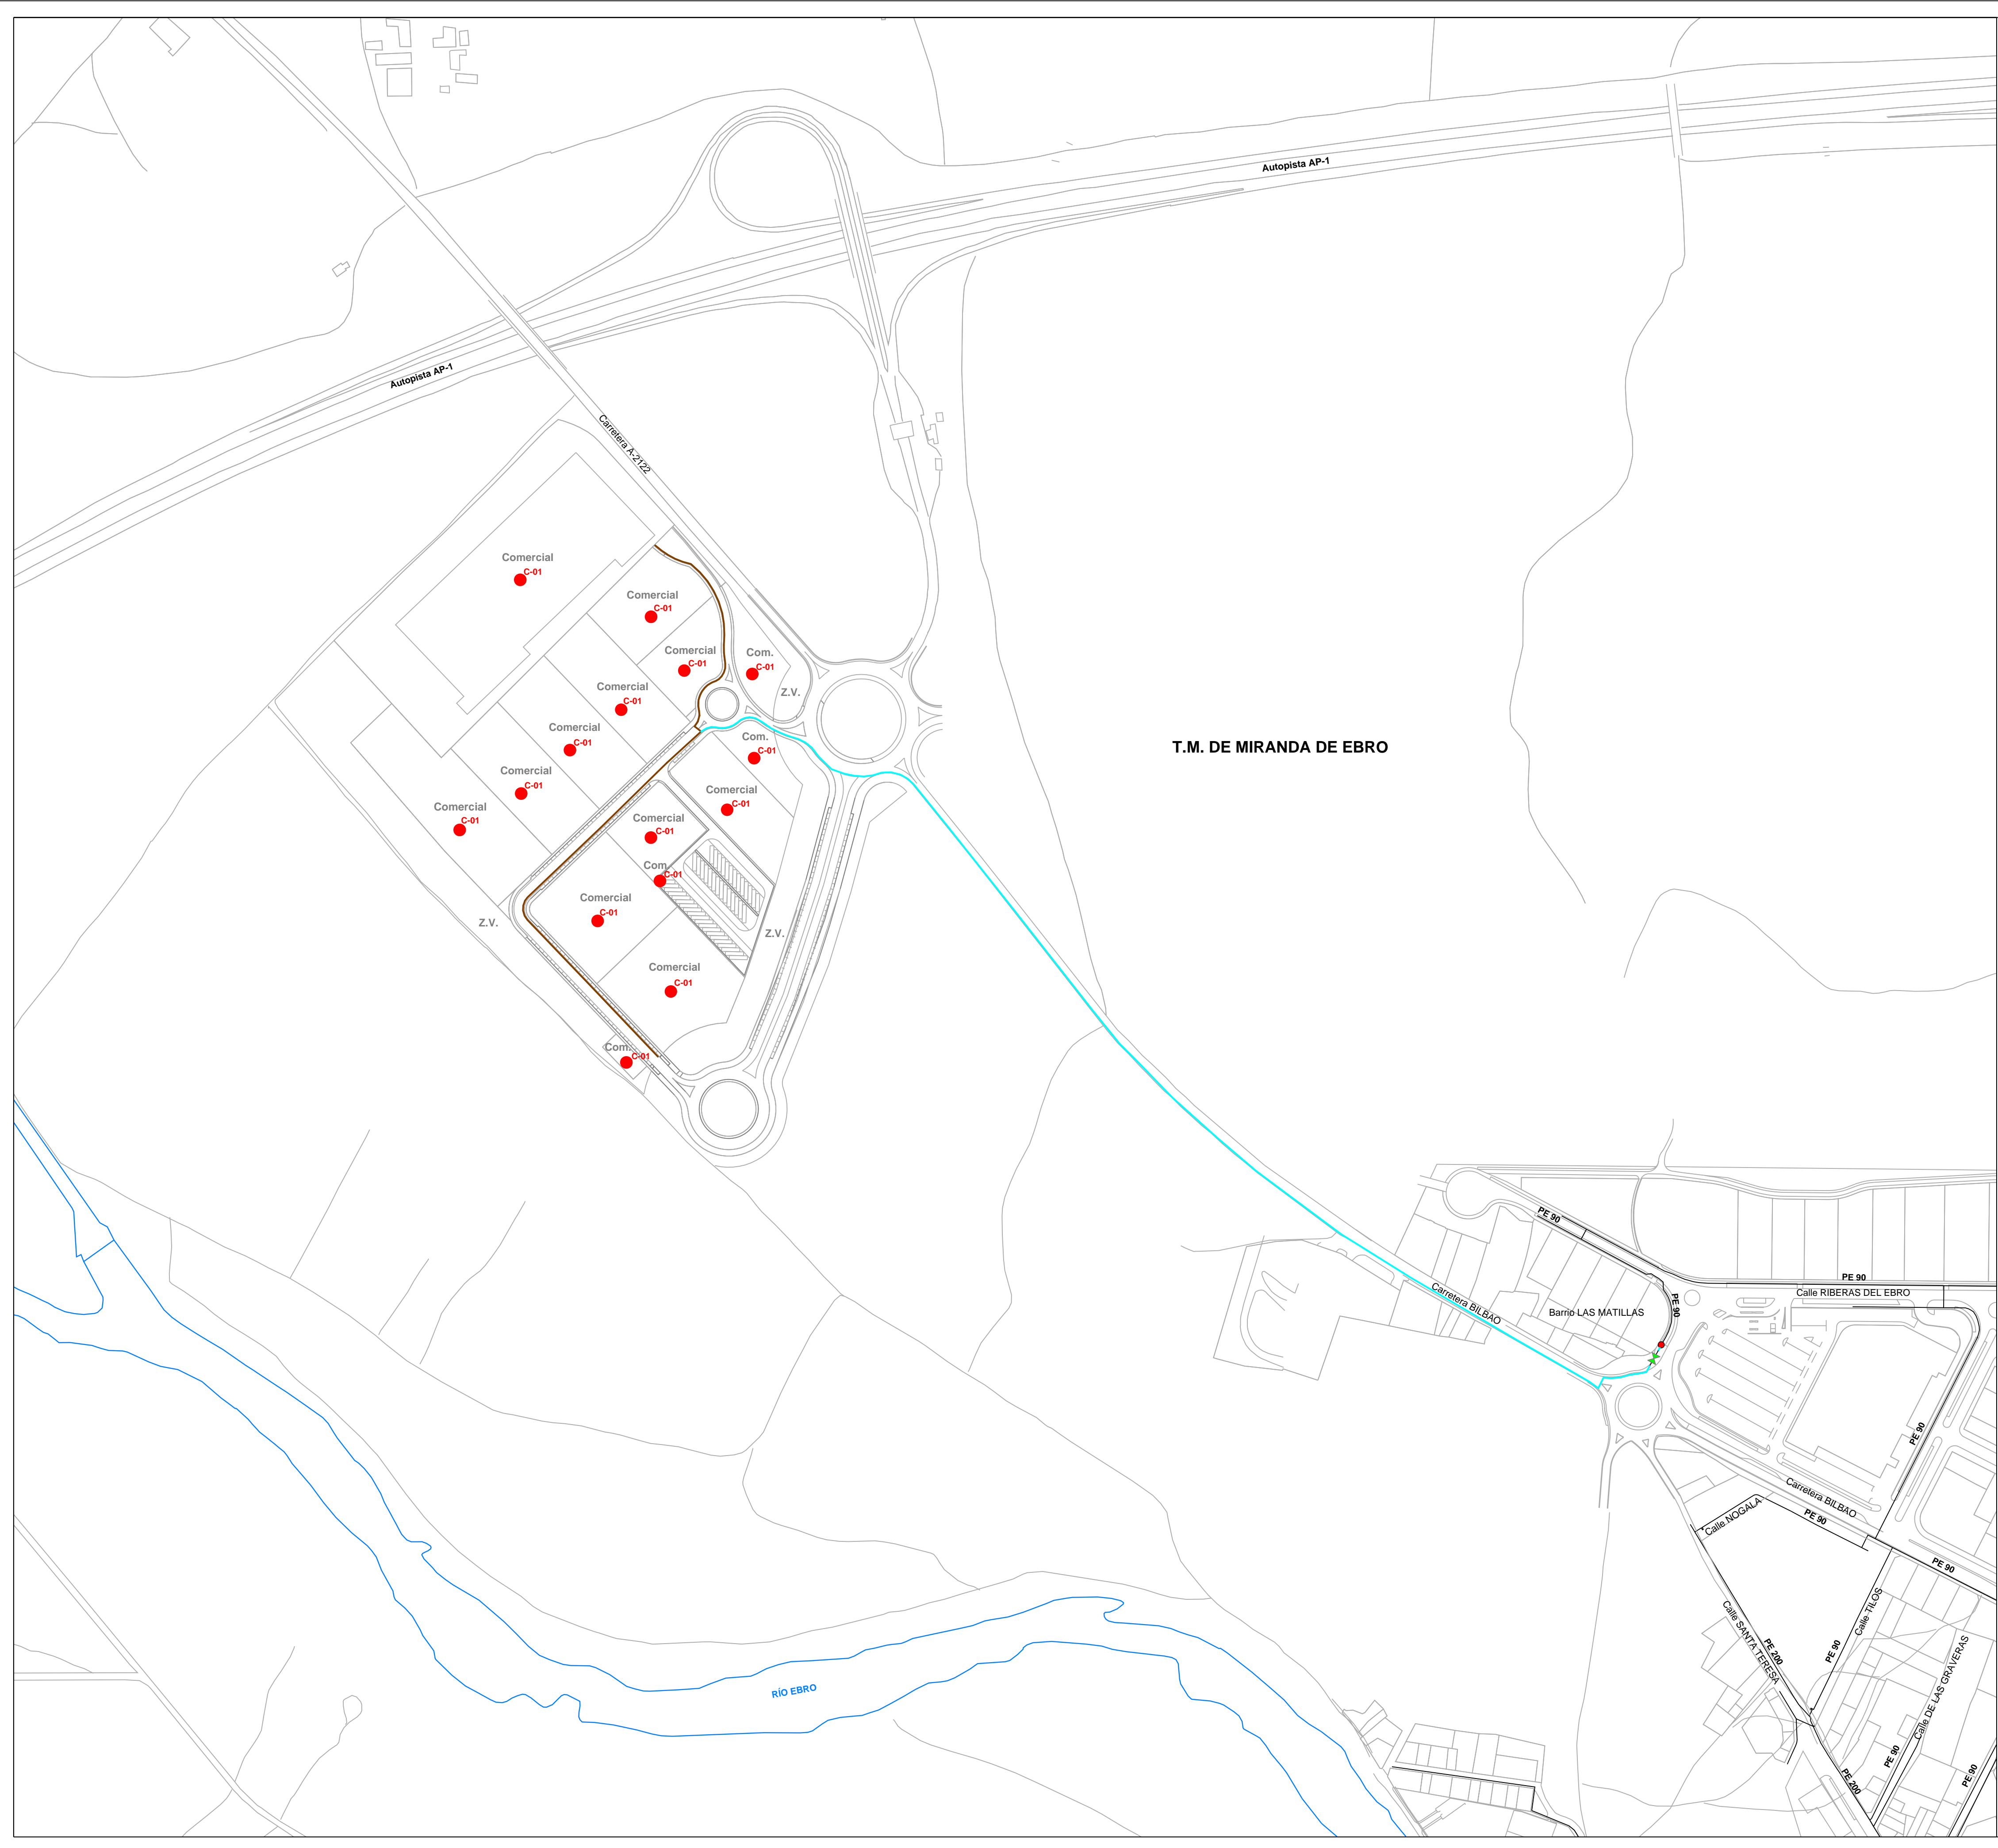 Autopista AP-1
Autopista AP-1
Carretera A-2122
Comercial
C-01
Comercial
C-01
Comercial
C-01
Com.
C-01
Z.V.
Comercial
C-01
Comercial
C-01
Com.
C-01
T.M. DE MIRANDA DE EBRO
Comercial
C-01
Comercial
C-01
Comercial
C-01
Comercial
C-01
Com.
C-01
Comercial
C-01
Z.V.
Z.V.
Comercial
C-01
Com.
C-01
PE 90
PE 90
Calle RIBERAS DEL EBRO
Carretera BILBAO
Barrio LAS MATILLAS
PE 90
PE 90
Carretera BILBAO
Calle NOGALA
PE 90
PE 90
Calle TILOS
Calle SANTA TERESA
PE 200
PE 90
Calle DE LAS GRAVERAS
RÍO EBRO
PE 90
PE 90
PE 200